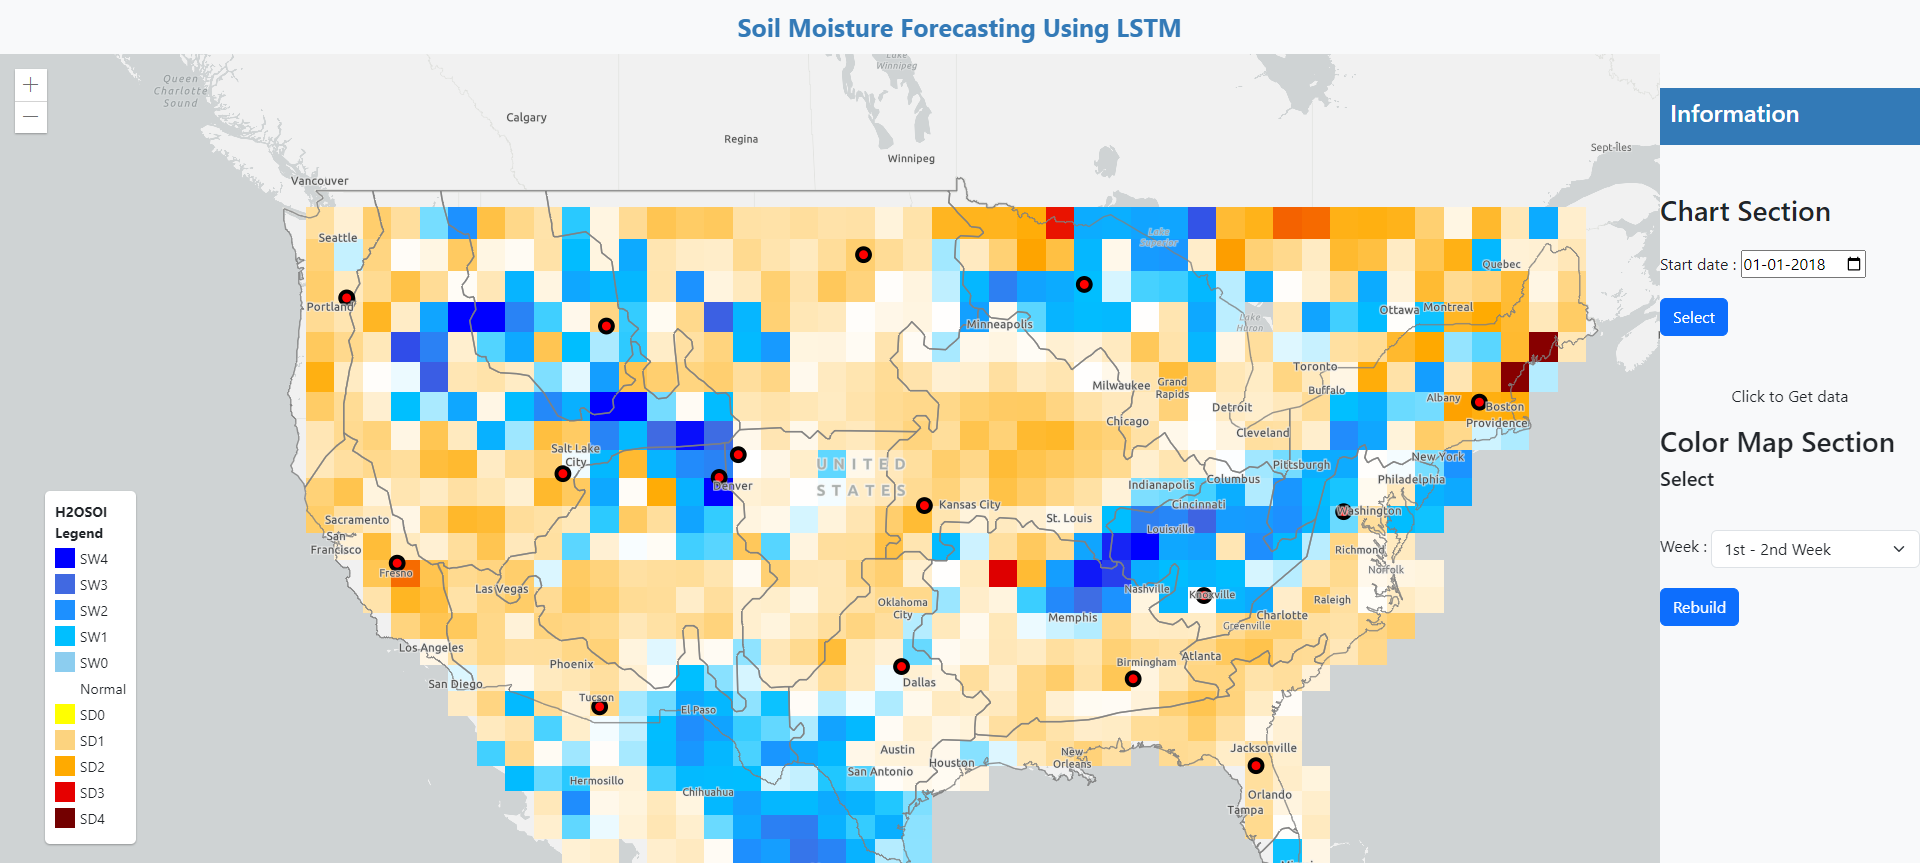 Soil Moisture Forecasting Using LSTM
+
−
Queen
Charlotte
Sound
Calgary
Regina
Lake
Winnipeg
Winnipeg
Vancouver
Sept-Îles
Seattle
Lake
Superior
Quebec
Portland
Minneapolis
Lake
Huron
Ottawa
Montreal
Toronto
Milwaukee
Grand
Rapids
Buffalo
Detroit
Albany
Boston
Chicago
Cleveland
Providence
Salt Lake
City
UNITED
STATES
New York
Pittsburgh
Philadelphia
Denver
Columbus
Indianapolis
Kansas City
Cincinnati
Washington
Sacramento
San
Francisco
St. Louis
Louisville
Richmond
Fresno
Norfolk
Las Vegas
Nashville
Knoxville
Oklahoma
City
Raleigh
Memphis
Charlotte
Greenville
Los Angeles
Phoenix
Birmingham
Atlanta
San Diego
Dallas
Tucson
El Paso
Austin
New
Orleans
Jacksonville
Houston
San Antonio
Hermosillo
Chihuahua
Orlando
Tampa
H2OSOI
Legend
SW4
SW3
SW2
SW1
SW0
Normal
SD0
SD1
SD2
SD3
SD4
Information
Chart Section
Start date : 01-01-2018
Select
Click to Get data
Color Map Section
Select
Week : 1st - 2nd Week
Rebuild